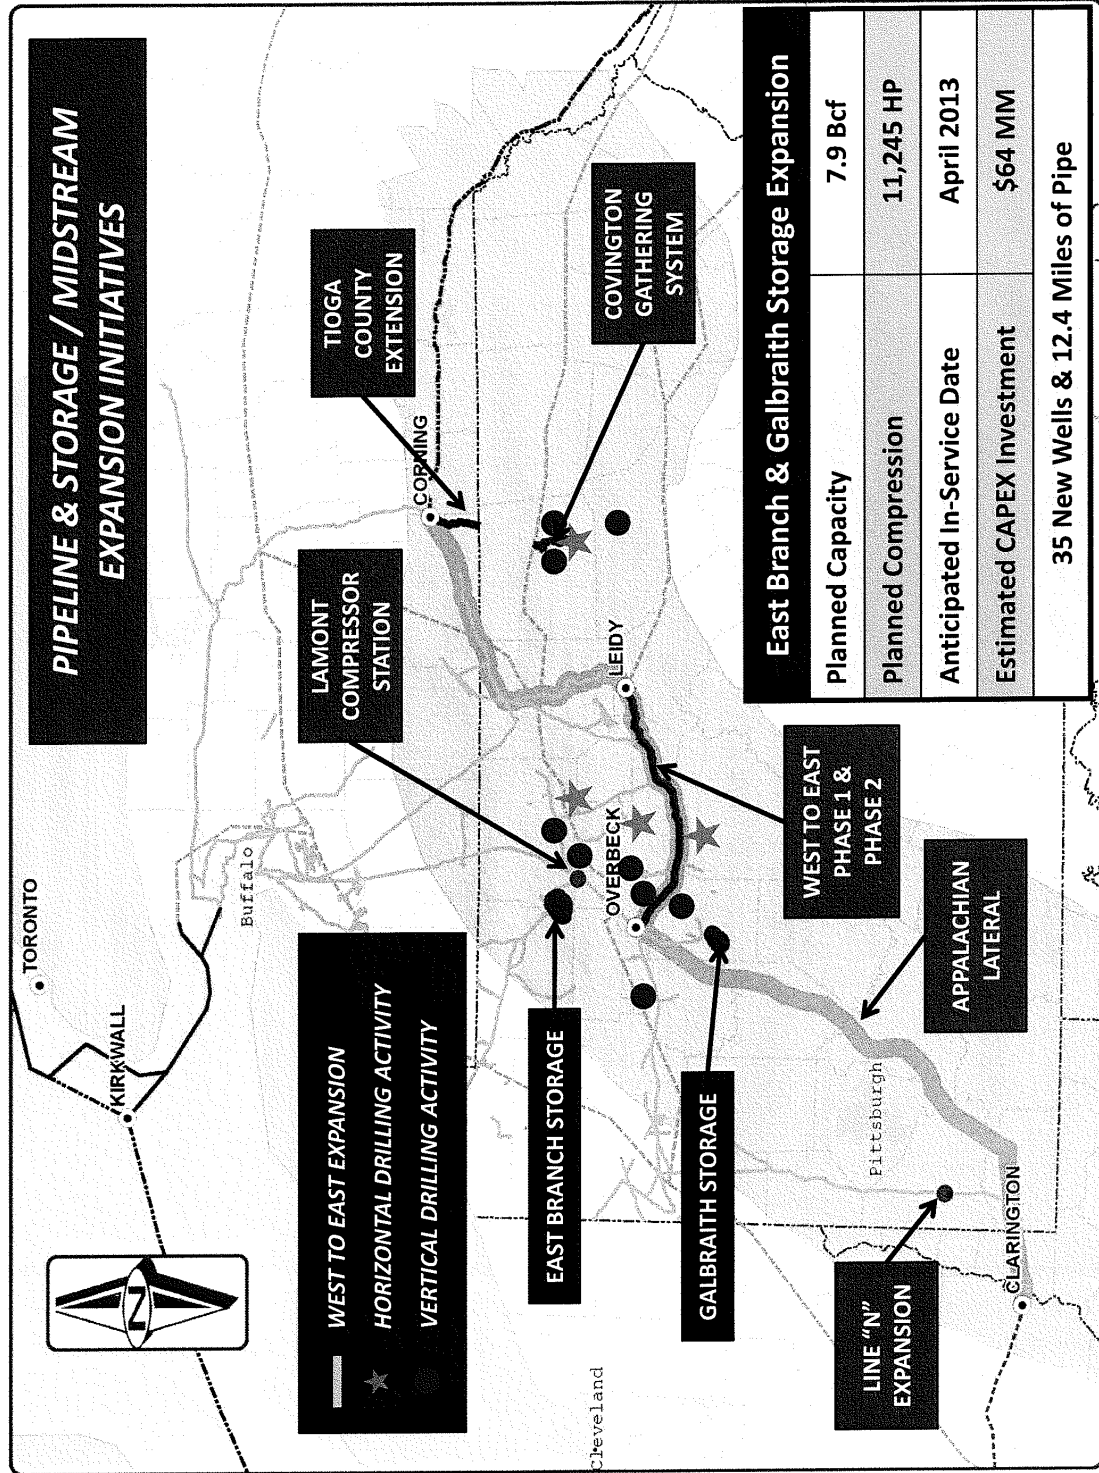 PIPELINE & STORAGE / MIDSTREAM
EXPANSION INITIATIVES
N
WEST TO EAST EXPANSION
HORIZONTAL DRILLING ACTIVITY
VERTICAL DRILLING ACTIVITY
TORONTO
KIRKWALL
Buffalo
LAMONT
COMPRESSOR
STATION
TIOGA
COUNTY
EXTENSION
CORNING
EAST BRANCH STORAGE
COVINGTON
GATHERING
SYSTEM
Cleveland
OVERBECK
LEIDY
GALBRAITH STORAGE
WEST TO EAST
PHASE 1 &
PHASE 2
LINE "N"
EXPANSION
Pittsburgh
APPALACHIAN
LATERAL
CLARINGTON
East Branch & Galbraith Storage Expansion
Planned Capacity 7.9 Bcf
Planned Compression 11,245 HP
Anticipated In-Service Date April 2013
Estimated CAPEX Investment $64 MM
35 New Wells & 12.4 Miles of Pipe